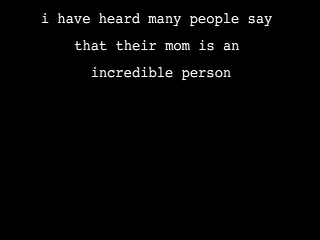 i have heard many people say
that their mom is an
incredible person